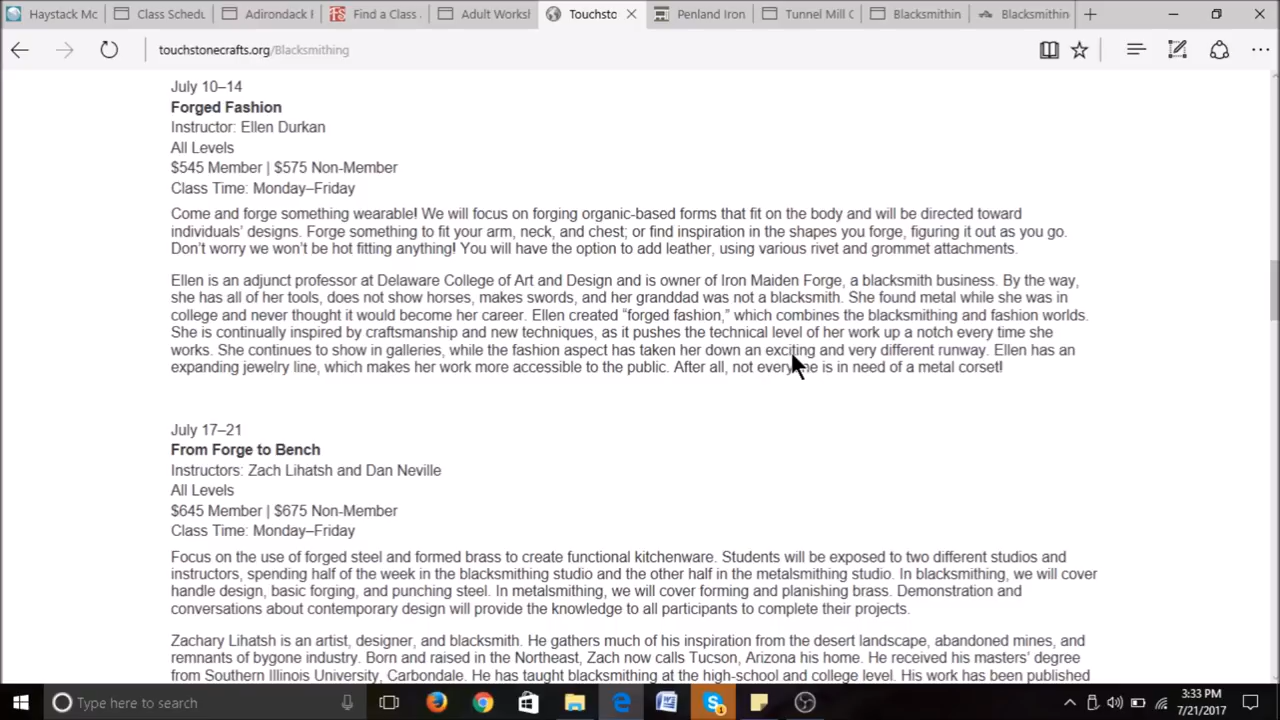 Haystack Mc
Class Schedu
Adirondack F
Find a Class
Adult Worksl
Touchsto
Penland Iron
Tunnel Mill C
Blacksmithin
Blacksmithin
touchstonecrafts.org/Blacksmithing
July 10–14
Forged Fashion
Instructor: Ellen Durkan
All Levels
$545 Member | $575 Non-Member
Class Time: Monday–Friday
Come and forge something wearable! We will focus on forging organic-based forms that fit on the body and will be directed toward
individuals’ designs. Forge something to fit your arm, neck, and chest; or find inspiration in the shapes you forge, figuring it out as you go.
Don’t worry we won’t be hot fitting anything! You will have the option to add leather, using various rivet and grommet attachments.
Ellen is an adjunct professor at Delaware College of Art and Design and is owner of Iron Maiden Forge, a blacksmith business. By the way,
she has all of her tools, does not show horses, makes swords, and her granddad was not a blacksmith. She found metal while she was in
college and never thought it would become her career. Ellen created “forged fashion,” which combines the blacksmithing and fashion worlds.
She is continually inspired by craftsmanship and new techniques, as it pushes the technical level of her work up a notch every time she
works. She continues to show in galleries, while the fashion aspect has taken her down an exciting and very different runway. Ellen has an
expanding jewelry line, which makes her work more accessible to the public. After all, not everyone is in need of a metal corset!
July 17–21
From Forge to Bench
Instructors: Zach Lihatsh and Dan Neville
All Levels
$645 Member | $675 Non-Member
Class Time: Monday–Friday
Focus on the use of forged steel and formed brass to create functional kitchenware. Students will be exposed to two different studios and
instructors, spending half of the week in the blacksmithing studio and the other half in the metalsmithing studio. In blacksmithing, we will cover
handle design, basic forging, and punching steel. In metalsmithing, we will cover forming and planishing brass. Demonstration and
conversations about contemporary design will provide the knowledge to all participants to complete their projects.
Zachary Lihatsh is an artist, designer, and blacksmith. He gathers much of his inspiration from the desert landscape, abandoned mines, and
remnants of bygone industry. Born and raised in the Northeast, Zach now calls Tucson, Arizona his home. He received his masters’ degree
from Southern Illinois University, Carbondale. He has taught blacksmithing at the high-school and college level. His work has been published
Type here to search
3:33 PM
7/21/2017